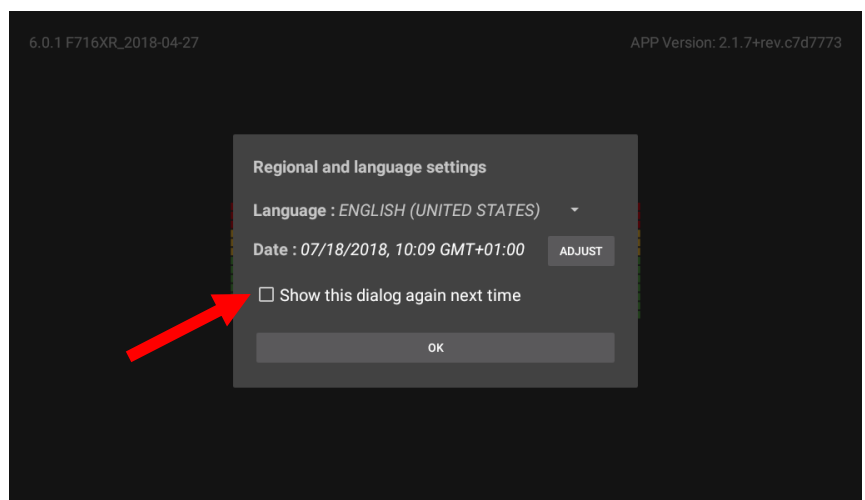 6.0.1 F716XR_2018-04-27
APP Version: 2.1.7+rev.c7d7773
Regional and language settings
Language : ENGLISH (UNITED STATES)
Date : 07/18/2018, 10:09 GMT+01:00
ADJUST
Show this dialog again next time
OK